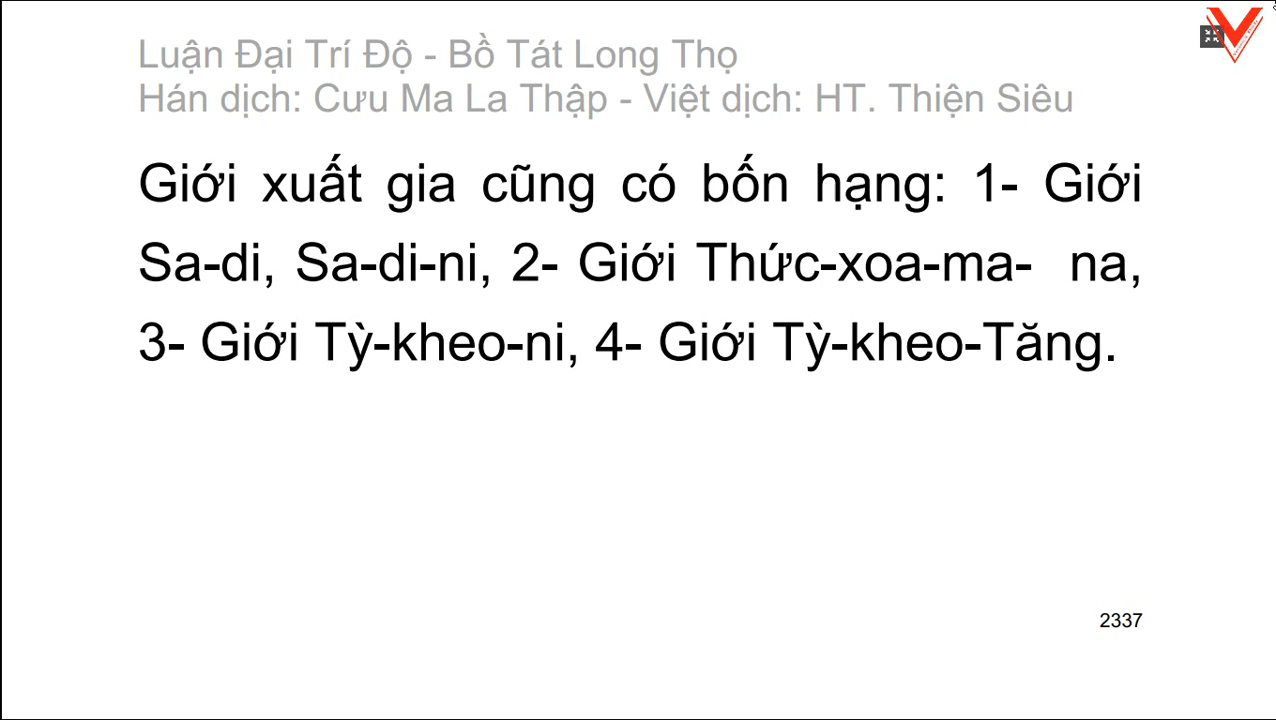 Luận Đại Trí Độ - Bồ Tát Long Thọ
Hán dịch: Cưu Ma La Thập - Việt dịch: HT. Thiện Siêu
Giới xuất gia cũng có bốn hạng: 1- Giới
Sa-di, Sa-di-ni, 2- Giới Thức-xoa-ma- na,
3- Giới Tỳ-kheo-ni, 4- Giới Tỳ-kheo-Tăng.
2337